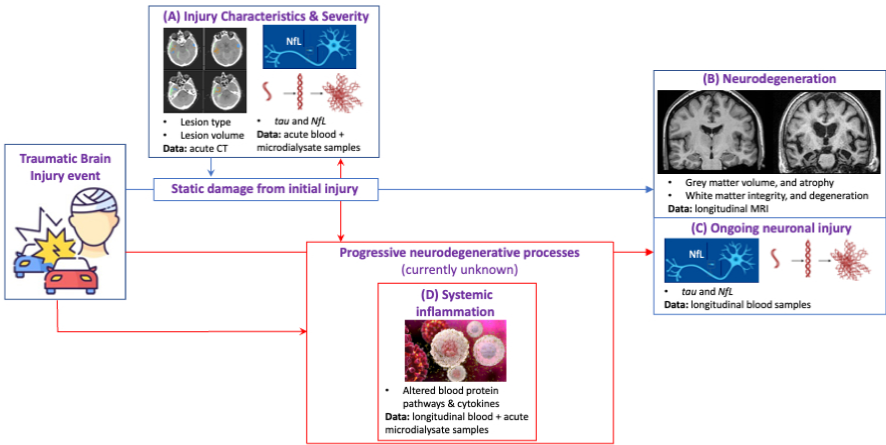 (A) Injury Characteristics & Severity
NfL
• Lesion type
• Lesion volume
Data: acute CT
• tau and NfL
Data: acute blood +
microdialysate samples
Traumatic Brain
Injury event
Static damage from initial injury
(B) Neurodegeneration
• Grey matter volume, and atrophy
• White matter integrity, and degeneration
Data: longitudinal MRI
(C) Ongoing neuronal injury
NfL
• tau and NfL
Data: longitudinal blood samples
Progressive neurodegenerative processes
(currently unknown)
(D) Systemic
inflammation
• Altered blood protein
pathways & cytokines
Data: longitudinal blood + acute
microdialysate samples